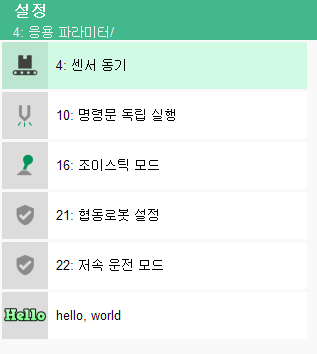 설정
4: 응용 파라미터/
4: 센서 동기
10: 명령문 독립 실행
16: 조이스틱 모드
21: 협동로봇 설정
22: 저속 운전 모드
Hello hello, world